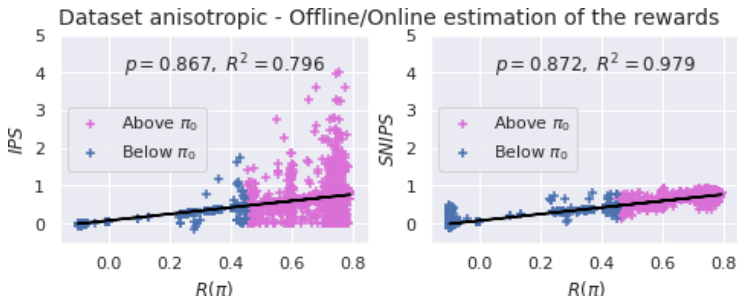 Dataset anisotropic - Offline/Online estimation of the rewards
5
4
3
2
1
0
IPS
p = 0.867, R² = 0.796
Above π₀
Below π₀
0.0 0.2 0.4 0.6 0.8
R(π)
5
4
3
2
1
0
SNIPS
p = 0.872, R² = 0.979
Above π₀
Below π₀
0.0 0.2 0.4 0.6 0.8
R(π)